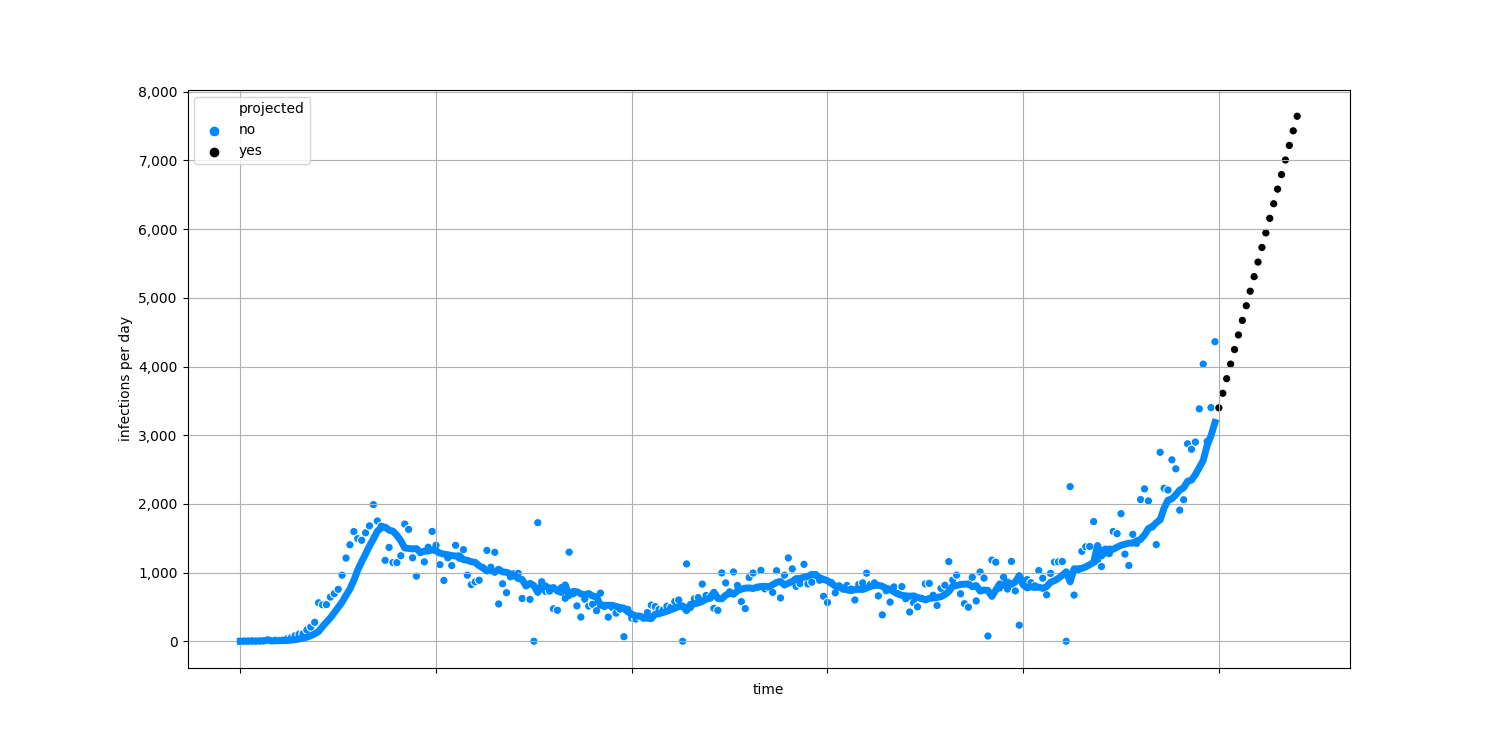 8,000
7,000
6,000
5,000
4,000
3,000
2,000
1,000
0
infections per day
projected
no
yes
time